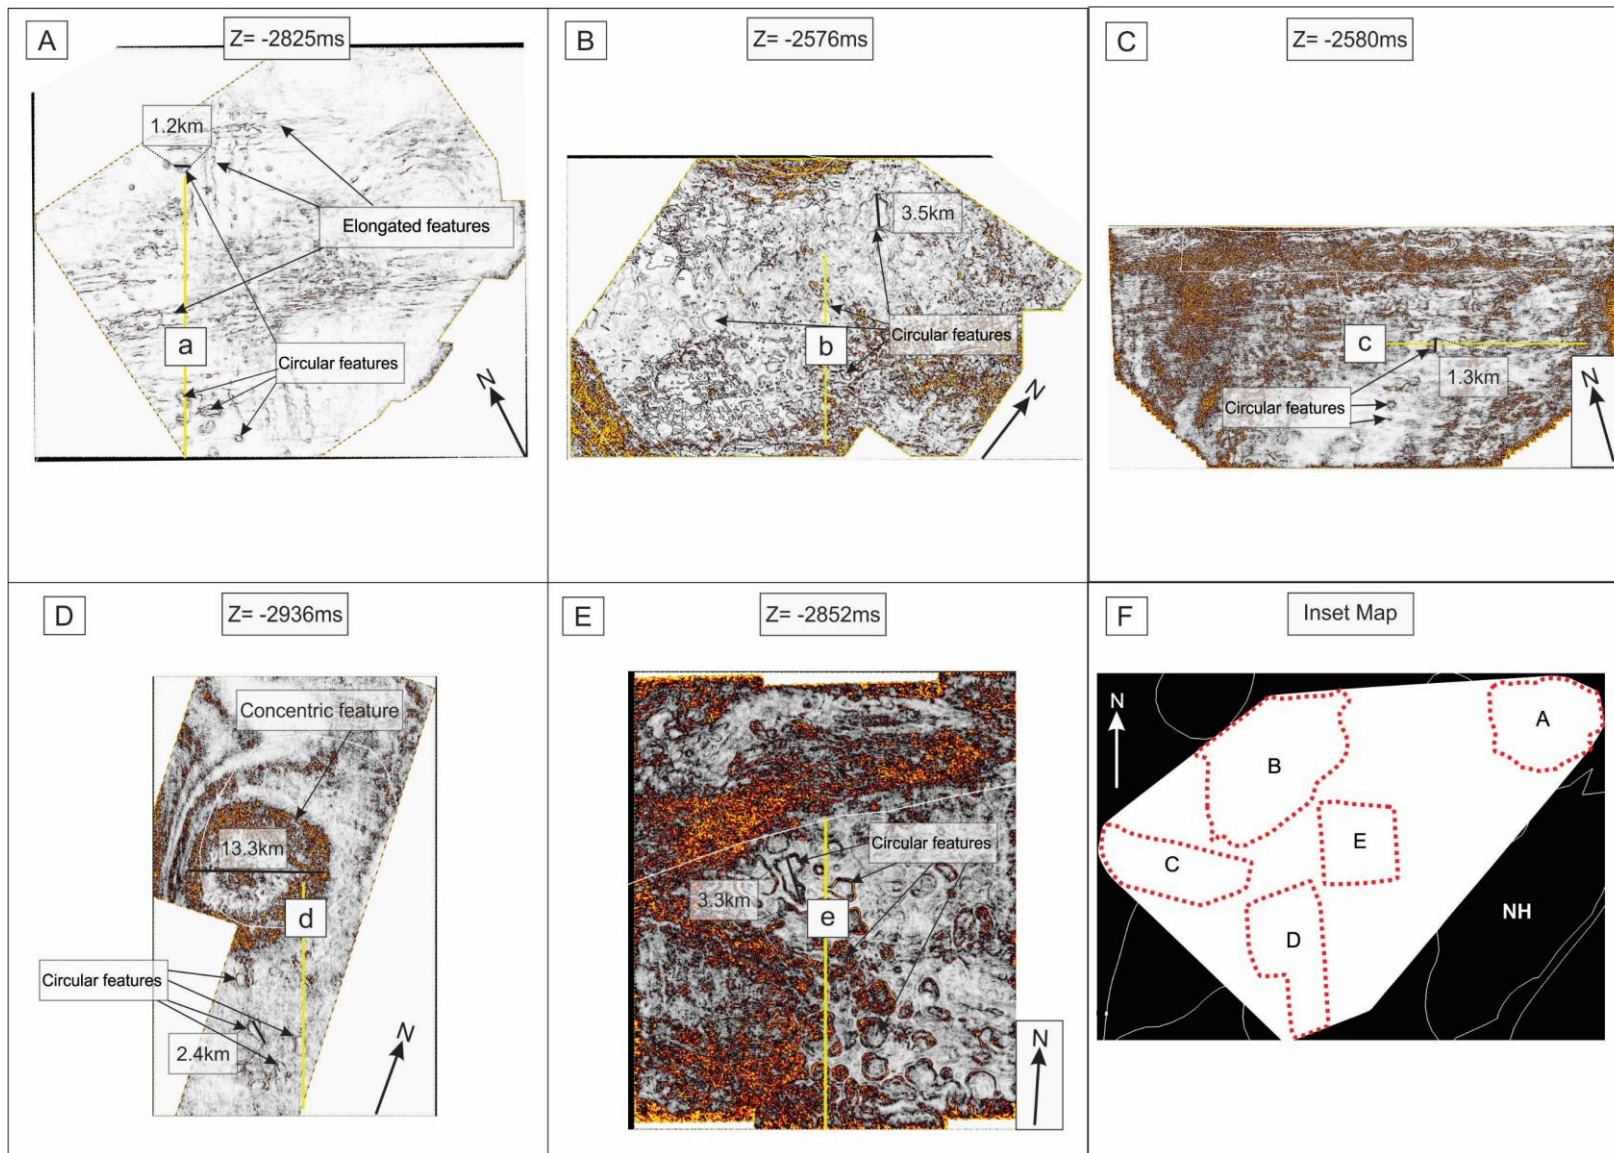 A
Z= -2825ms
1.2km
Elongated features
a
Circular features
N
B
Z= -2576ms
3.5km
Circular features
b
N
C
Z= -2580ms
c
1.3km
Circular features
N
D
Z= -2936ms
Concentric feature
13.3km
d
Circular features
2.4km
N
E
Z= -2852ms
Circular features
3.3km
e
N
F
Inset Map
N
A
B
E
C
D
NH